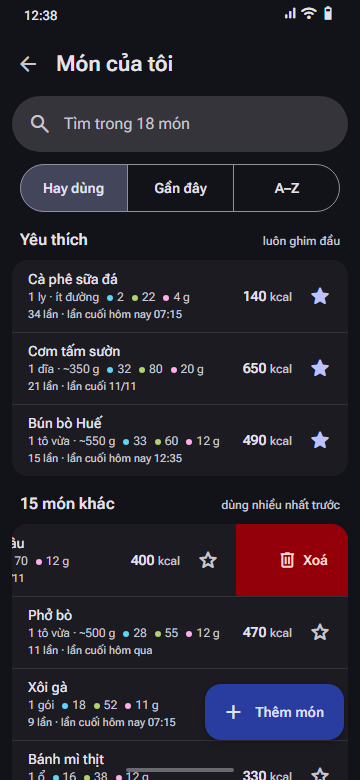 12:38
Món của tôi
Tìm trong 18 món
Hay dùng
Gần đây
A–Z
Yêu thích
luôn ghim đầu
Cà phê sữa đá
1 ly · ít đường 2 22 4 g
140 kcal
34 lần · lần cuối hôm nay 07:15
Cơm tấm sườn
1 đĩa · ~350 g 32 80 20 g
650 kcal
21 lần · lần cuối 11/11
Bún bò Huế
1 tô vừa · ~550 g 33 60 12 g
490 kcal
15 lần · lần cuối hôm nay 12:35
15 món khác
dùng nhiều nhất trước
70 12 g
400 kcal
Xoá
/11
Phở bò
1 tô vừa · ~500 g 28 55 12 g
470 kcal
11 lần · lần cuối hôm qua
Xôi gà
1 gói 18 52 11 g
9 lần · lần cuối hôm nay 07:15
Thêm món
Bánh mì thịt
1 ổ 16 38 12 g
330 kcal